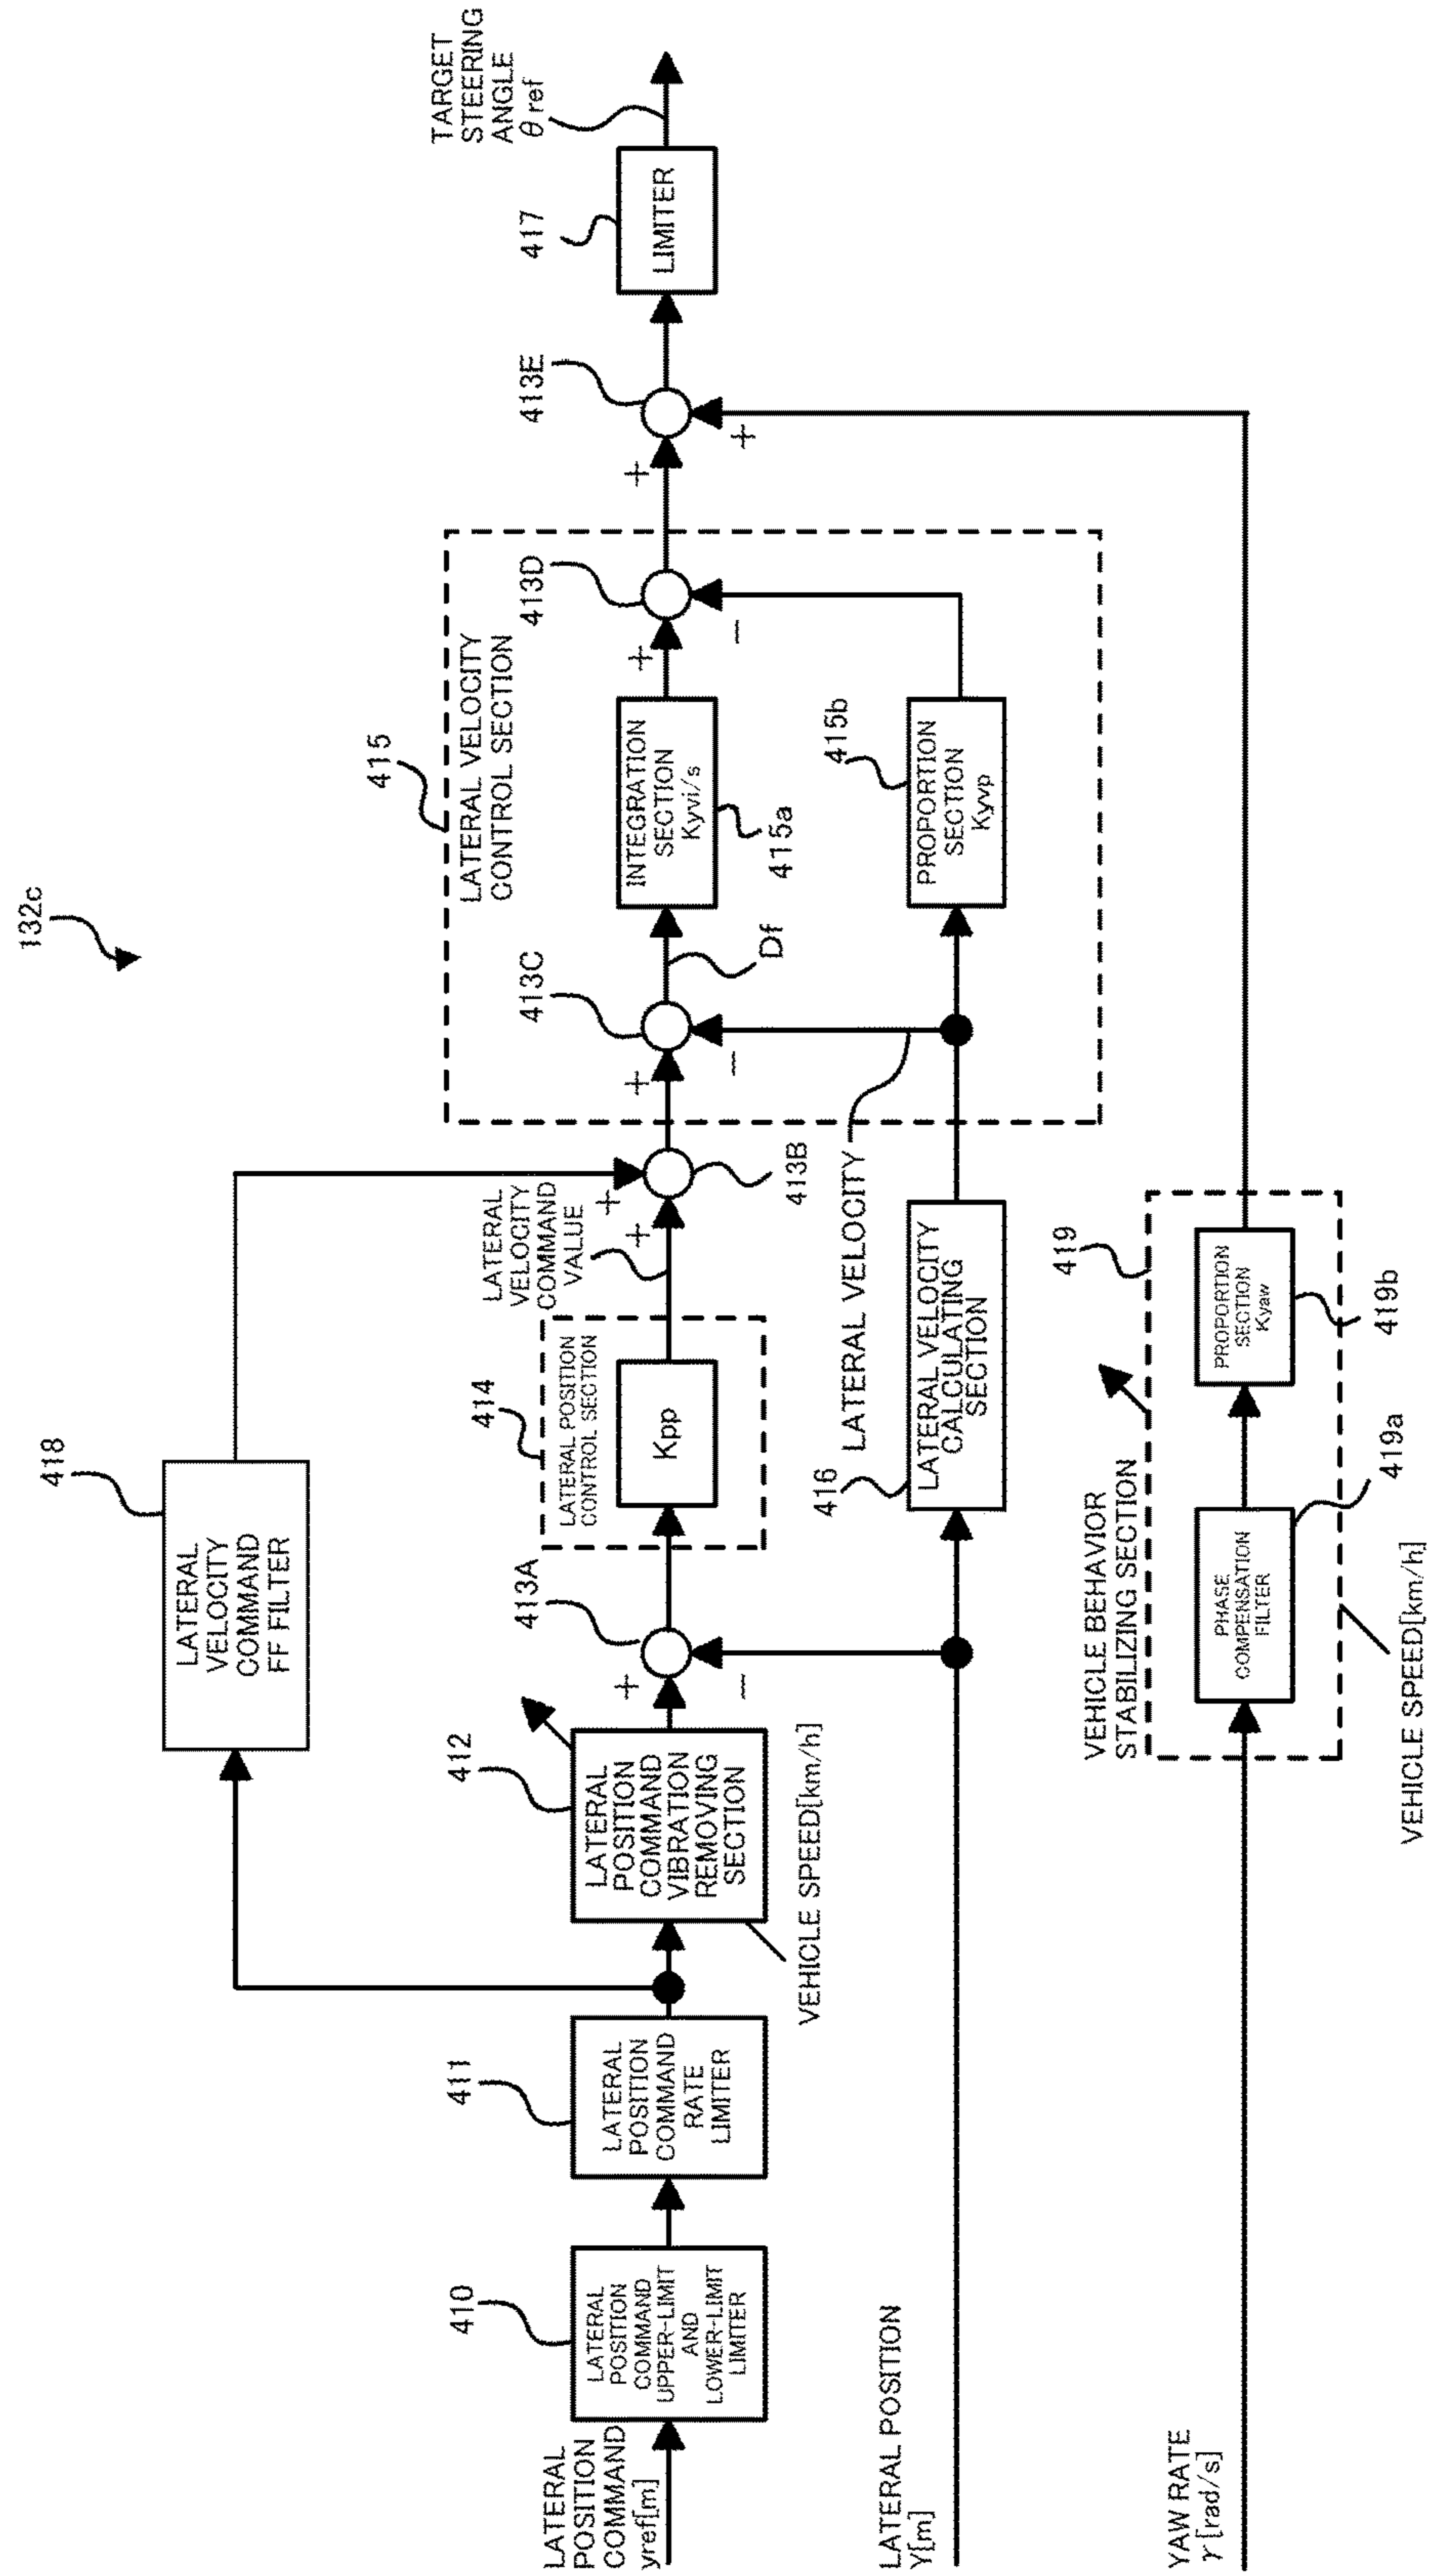 132c
LATERAL
POSITION
COMMAND
yref[m]
410
LATERAL
POSITION
COMMAND
UPPER-LIMIT
AND
LOWER-LIMIT
LIMITER
411
LATERAL
POSITION
COMMAND
RATE
LIMITER
412
LATERAL
POSITION
COMMAND
VIBRATION
REMOVING
SECTION
VEHICLE SPEED[km/h]
418
LATERAL
VELOCITY
COMMAND
FF FILTER
413A
+
−
414
LATERAL POSITION
CONTROL SECTION
Kpp
LATERAL
VELOCITY
COMMAND
VALUE
+
+
413B
415
LATERAL VELOCITY
CONTROL SECTION
413C
+
−
Df
INTEGRATION
SECTION
Kyvi/s
415a
413D
+
−
415b
PROPORTION
SECTION
Kyvp
413E
+
+
417
LIMITER
TARGET
STEERING
ANGLE
θref
LATERAL POSITION
Y[m]
416
LATERAL VELOCITY
CALCULATING
SECTION
LATERAL VELOCITY
YAW RATE
γ[rad/s]
VEHICLE BEHAVIOR
STABILIZING SECTION
419
PHASE
COMPENSATION
FILTER
419a
PROPORTION
SECTION
Kyaw
419b
VEHICLE SPEED[km/h]